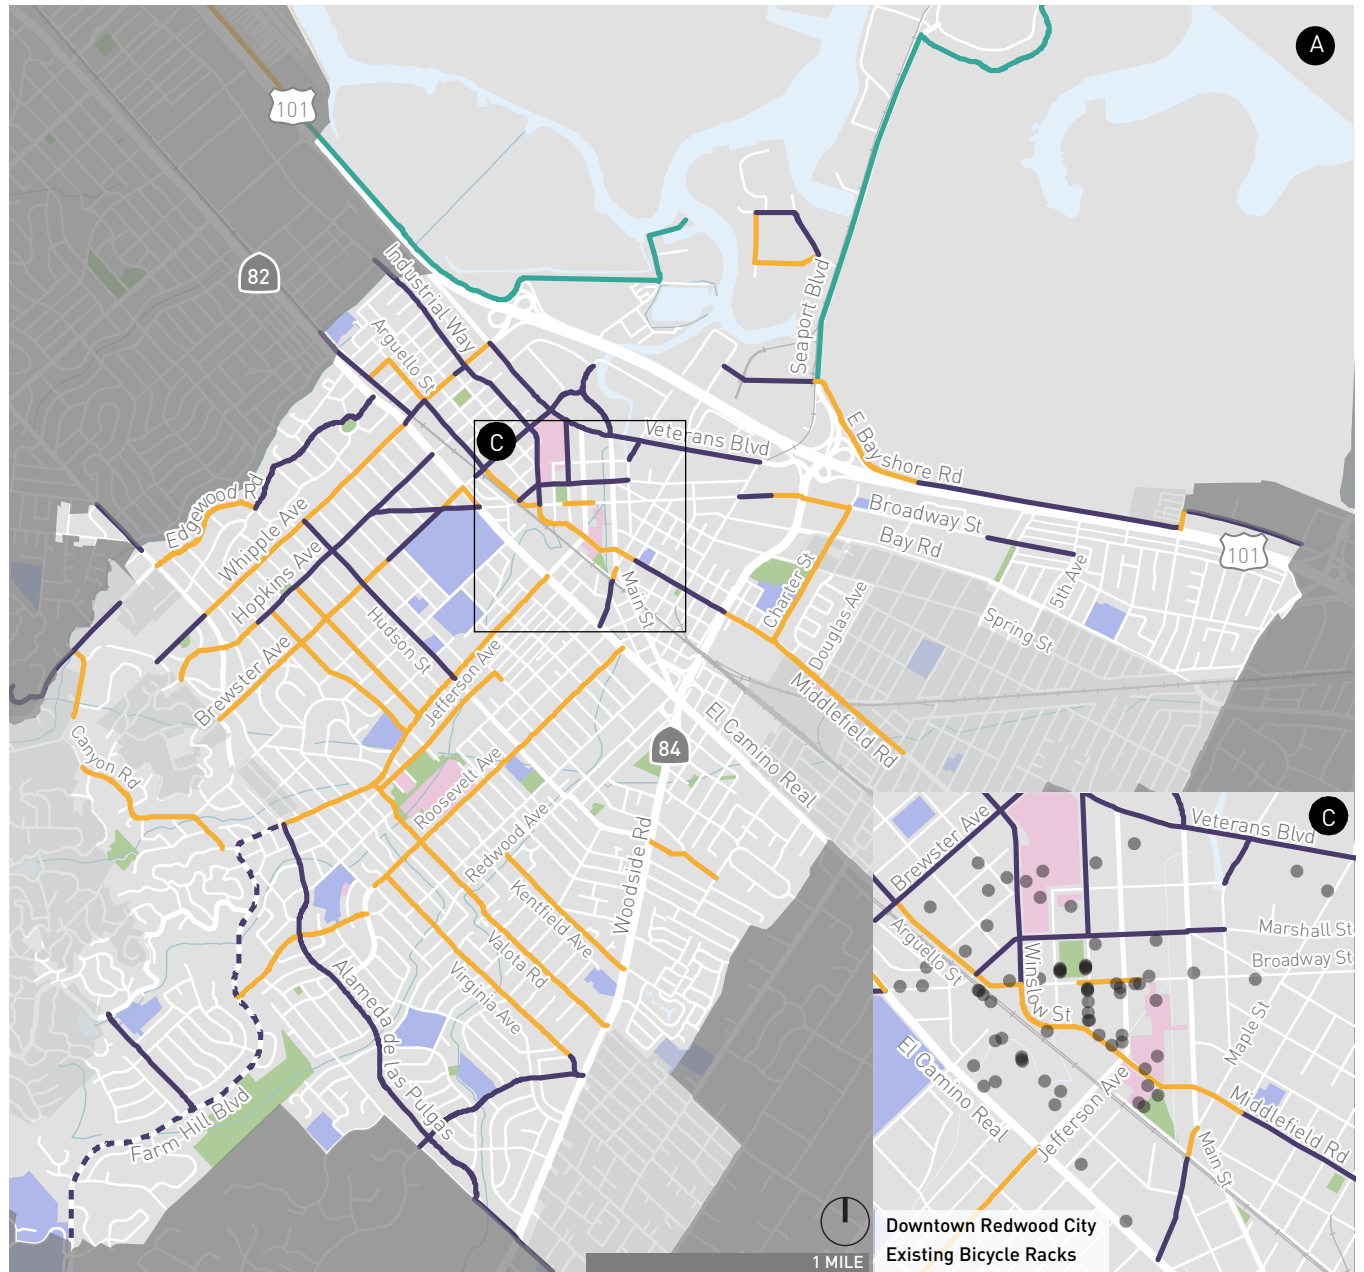 A
101
82
Industrial Way
Arguello St
Seaport Blvd
C
Veterans Blvd
E Bayshore Rd
Edgewood Rd
Whipple Ave
Broadway St
Bay Rd
101
Hopkins Ave
Main St
Charter St
5th Ave
Hudson St
Douglas Ave
Spring St
Brewster Ave
Jefferson Ave
Middlefield Rd
Canyon Rd
84
El Camino Real
Roosevelt Ave
Redwood Ave
Woodside Rd
Kentfield Ave
Valota Rd
Virginia Ave
Alameda de las Pulgas
Farm Hill Blvd
1 MILE
C
Veterans Blvd
Brewster Ave
Marshall St
Arguello St
Winslow St
Broadway St
Maple St
El Camino Real
Jefferson Ave
Middlefield Rd
Main St
Downtown Redwood City
Existing Bicycle Racks